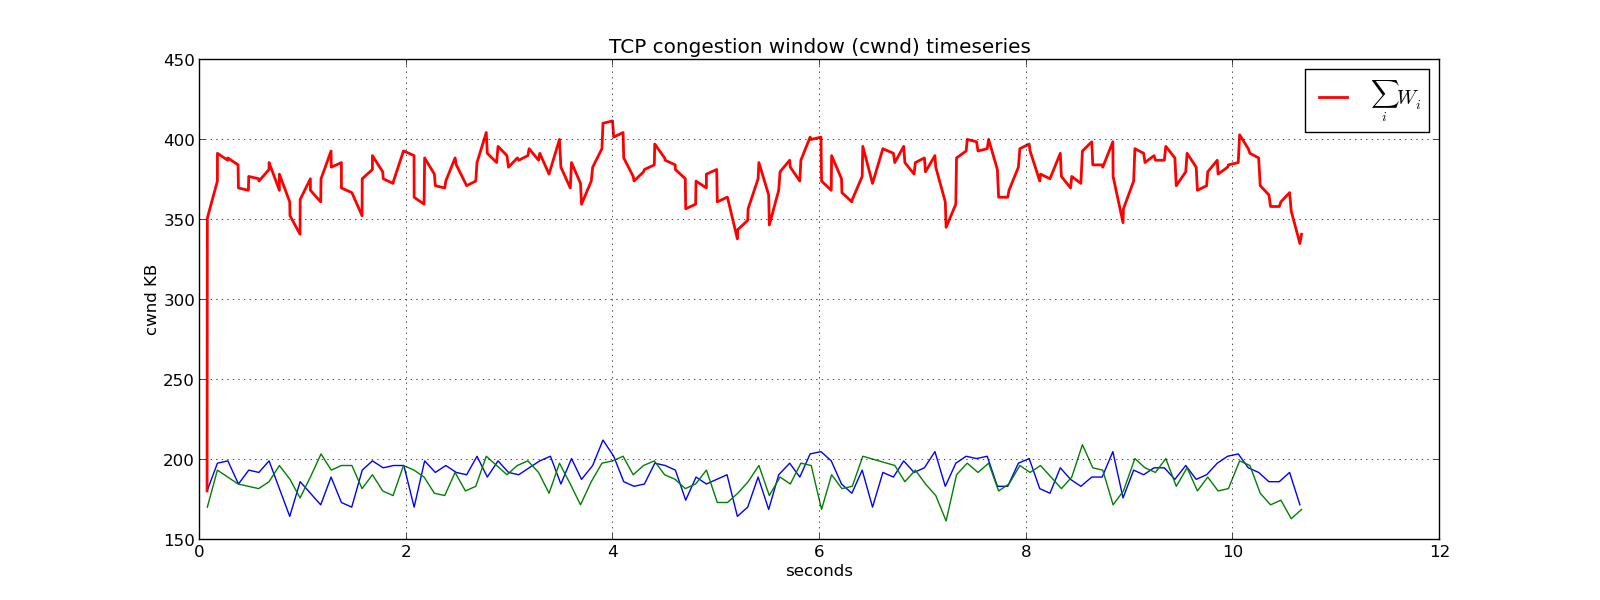 TCP congestion window (cwnd) timeseries
450
400
350
300
250
200
150
cwnd KB
∑W_i
i
0 2 4 6 8 10 12
seconds